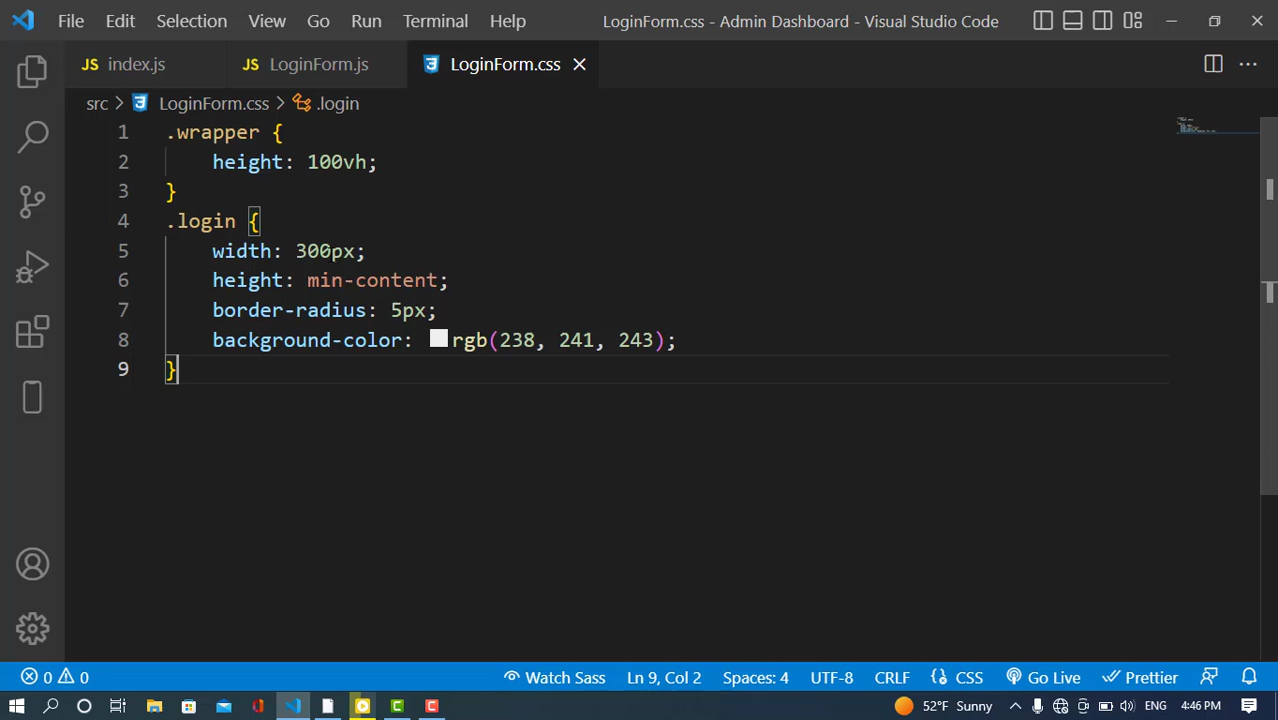 File Edit Selection View Go Run Terminal Help LoginForm.css - Admin Dashboard - Visual Studio Code
JS index.js JS LoginForm.js LoginForm.css
src > LoginForm.css > .login
1 .wrapper {
2 height: 100vh;
3 }
4 .login {
5 width: 300px;
6 height: min-content;
7 border-radius: 5px;
8 background-color: rgb(238, 241, 243);
9 }
0 0 Watch Sass Ln 9, Col 2 Spaces: 4 UTF-8 CRLF CSS Go Live Prettier
52°F Sunny ENG 4:46 PM